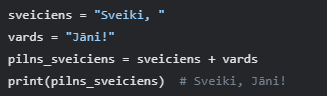 sveiciens = "Sveiki, "
vards = "Jāni!"
pilns_sveiciens = sveiciens + vards
print(pilns_sveiciens)  # Sveiki, Jāni!